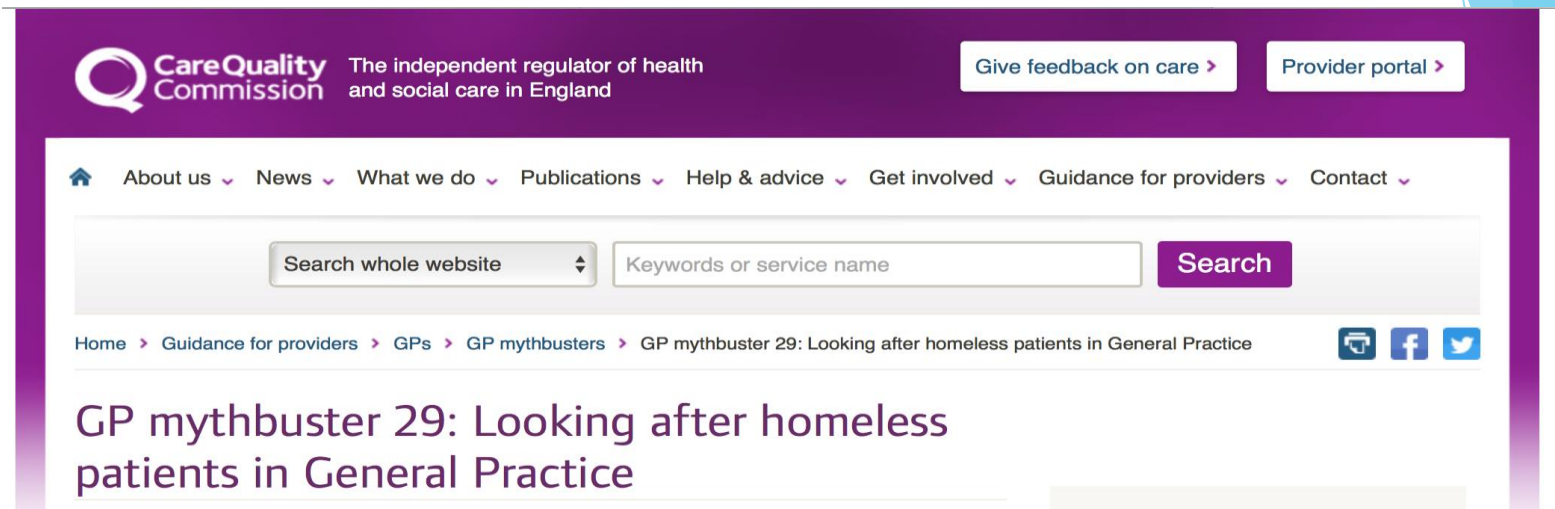 CareQuality
Commission
The independent regulator of health
and social care in England
Give feedback on care >
Provider portal >
About us News What we do Publications Help & advice Get involved Guidance for providers Contact
Search whole website
Keywords or service name
Search
Home > Guidance for providers > GPs > GP mythbusters > GP mythbuster 29: Looking after homeless patients in General Practice
GP mythbuster 29: Looking after homeless
patients in General Practice